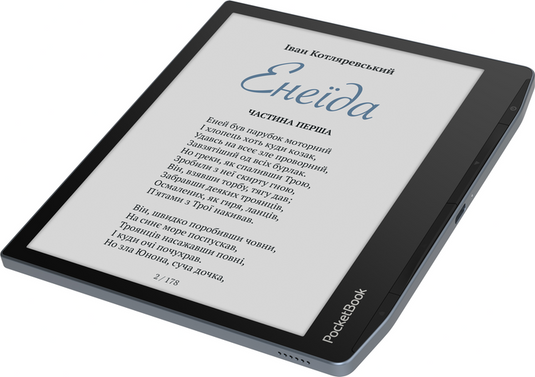 Іван Котляревський
Енеїда
ЧАСТИНА ПЕРША
Еней був парубок моторний
І хлопець хоть куди козак,
Удавсь на всеє зле проворний,
Завзятіший од всіх бурлак.
Но греки, як спаливши Трою,
Зробили з неї скирту гною,
Він, взявши торбу, тягу дав;
Забравши деяких троянців,
Осмалених, як гиря, ланців,
П'ятами з Трої накивав.
Він, швидко поробивши човни,
На синє море поспускав,
Троянців насажавши повні,
І куди очі почухрав.
Но зла Юнона, суча дочка,
2 / 178
PocketBook